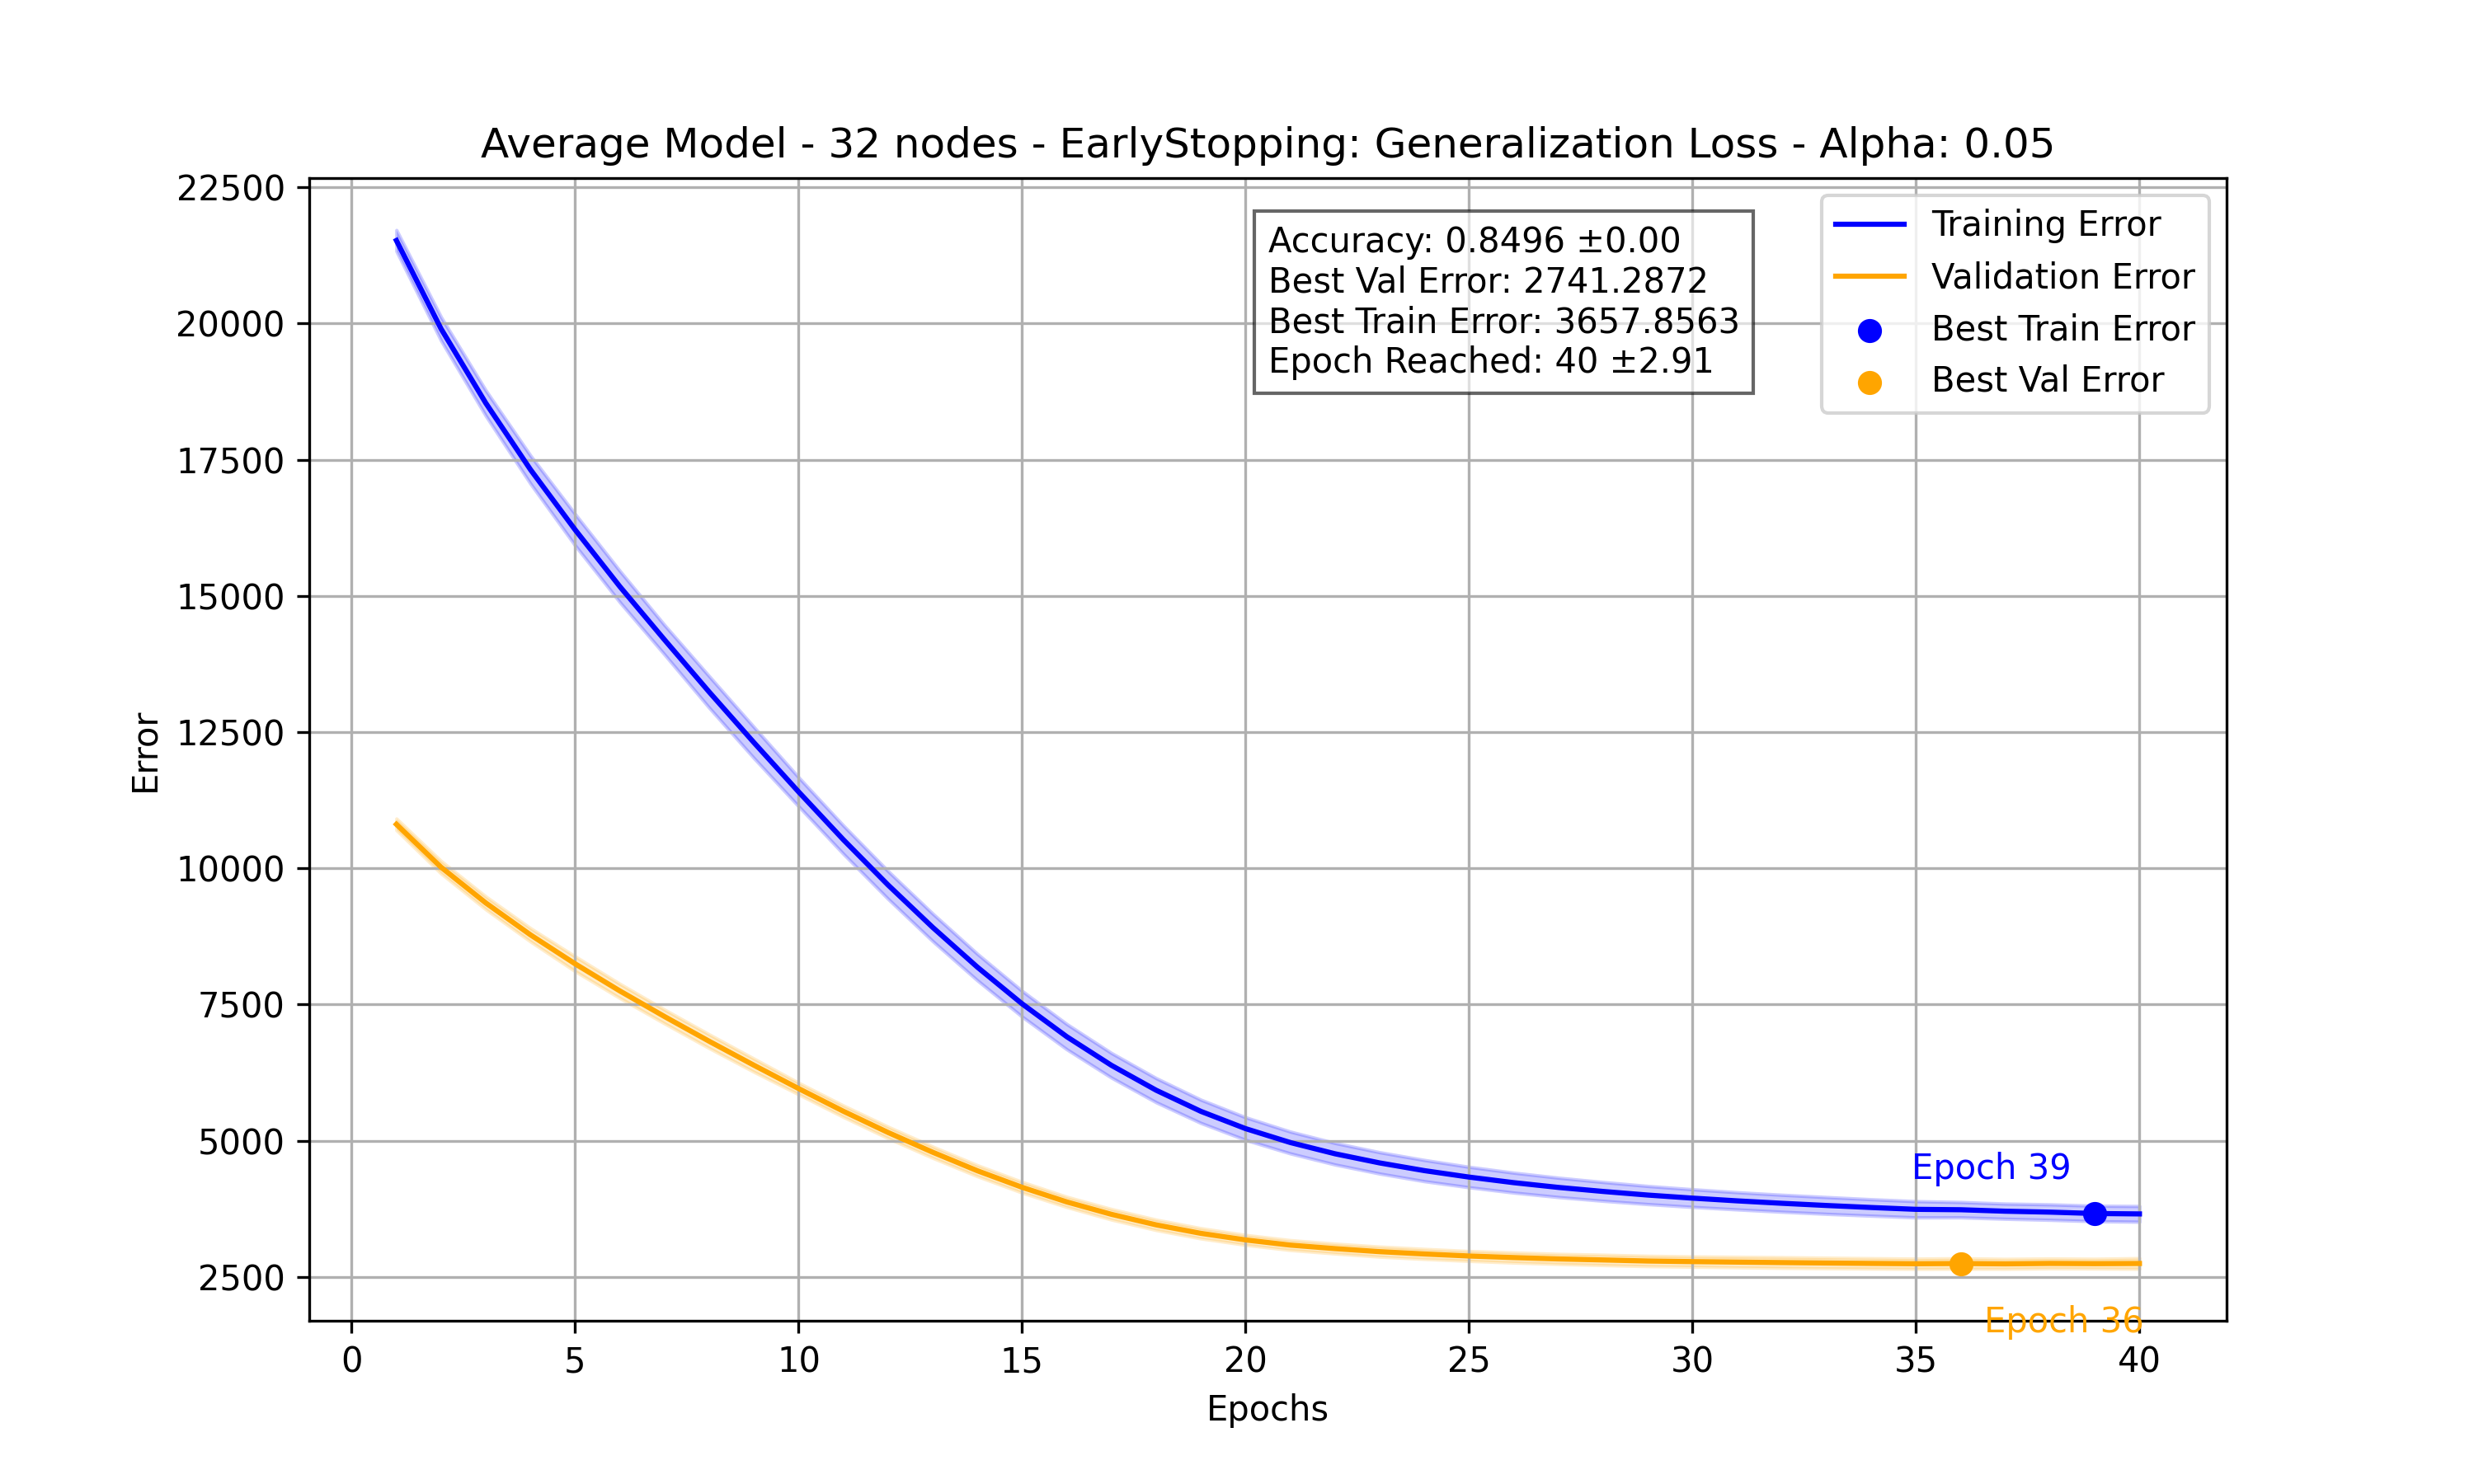 Average Model - 32 nodes - EarlyStopping: Generalization Loss - Alpha: 0.05
22500
20000
17500
15000
12500
10000
7500
5000
2500
Error
Accuracy: 0.8496 ±0.00
Best Val Error: 2741.2872
Best Train Error: 3657.8563
Epoch Reached: 40 ±2.91
Training Error
Validation Error
Best Train Error
Best Val Error
Epoch 39
Epoch 36
0 5 10 15 20 25 30 35 40
Epochs